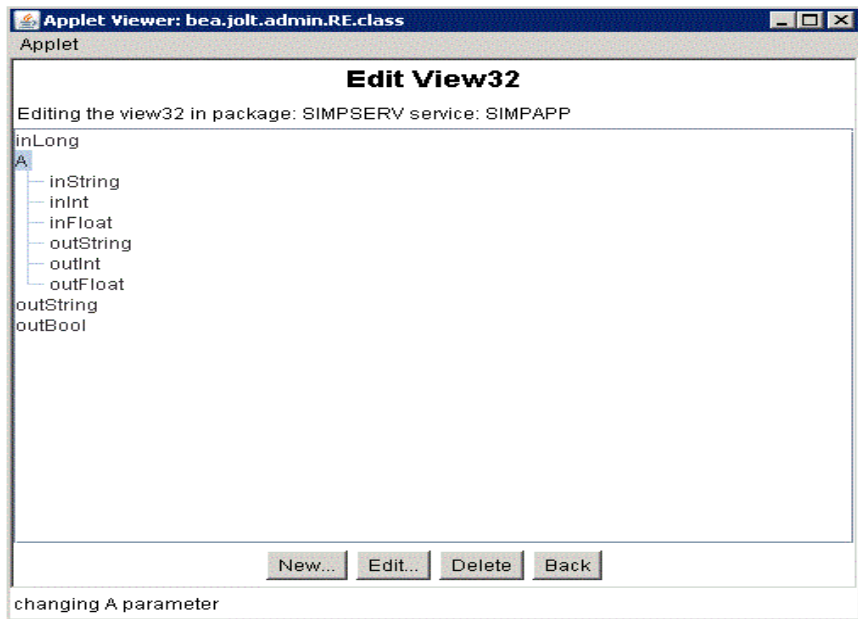 Applet Viewer: bea.jolt.admin.RE.class
Applet
Edit View32
Editing the view32 in package: SIMPSERV service: SIMPAPP
inLong
A
inString
inInt
inFloat
outString
outInt
outFloat
outString
outBool
New... Edit... Delete Back
changing A parameter